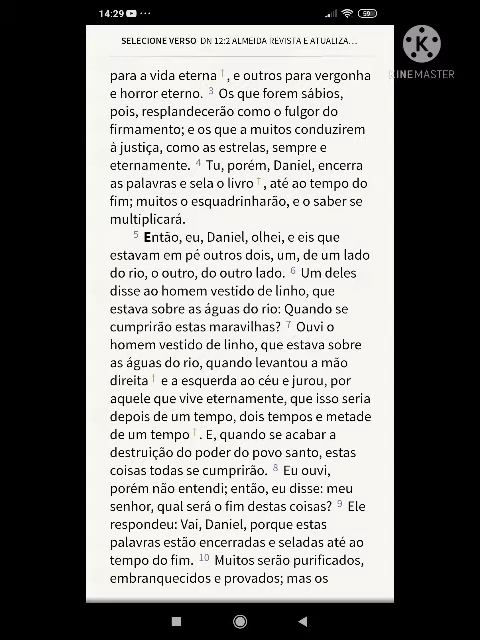 14:29
59
SELECIONE VERSO DN 12:2 ALMEIDA REVISTA E ATUALIZA...
K
KINEMASTER
para a vida eterna †, e outros para vergonha
e horror eterno. 3 Os que forem sábios,
pois, resplandecerão como o fulgor do
firmamento; e os que a muitos conduzirem
à justiça, como as estrelas, sempre e
eternamente. 4 Tu, porém, Daniel, encerra
as palavras e sela o livro †, até ao tempo do
fim; muitos o esquadrinharão, e o saber se
multiplicará.
5 Então, eu, Daniel, olhei, e eis que
estavam em pé outros dois, um, de um lado
do rio, o outro, do outro lado. 6 Um deles
disse ao homem vestido de linho, que
estava sobre as águas do rio: Quando se
cumprirão estas maravilhas? 7 Ouvi o
homem vestido de linho, que estava sobre
as águas do rio, quando levantou a mão
direita † e a esquerda ao céu e jurou, por
aquele que vive eternamente, que isso seria
depois de um tempo, dois tempos e metade
de um tempo †. E, quando se acabar a
destruição do poder do povo santo, estas
coisas todas se cumprirão. 8 Eu ouvi,
porém não entendi; então, eu disse: meu
senhor, qual será o fim destas coisas? 9 Ele
respondeu: Vai, Daniel, porque estas
palavras estão encerradas e seladas até ao
tempo do fim. 10 Muitos serão purificados,
embranquecidos e provados; mas os